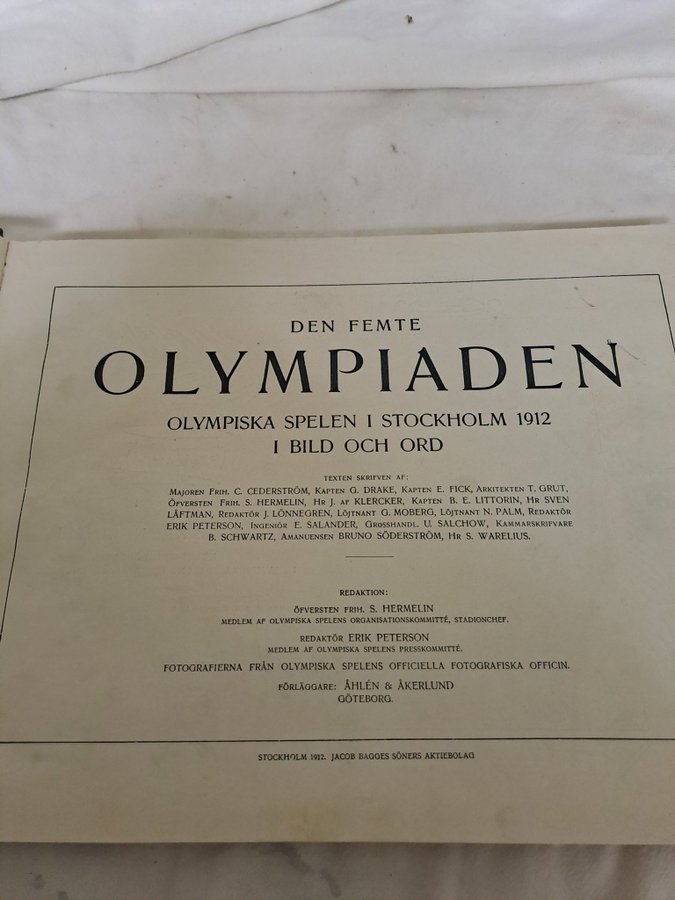 DEN FEMTE
OLYMPIADEN
OLYMPISKA SPELEN I STOCKHOLM 1912
I BILD OCH ORD
TEXTEN SKRIFVEN AF:
MAJOREN FRIH. C. CEDERSTRÖM, KAPTEN G. DRAKE, KAPTEN E. FICK, ARKITEKTEN T. GRUT,
ÖFVERSTEN FRIH. S. HERMELIN, HR J. AF KLERCKER, KAPTEN B. E. LITTORIN, HR SVEN
LÅFTMAN, REDAKTÖR J. LÖNNEGREN, LÖJTNANT G. MOBERG, LÖJTNANT N. PALM, REDAKTÖR
ERIK PETERSON, INGENIÖR E. SALANDER, GROSSHANDL. U. SALCHOW, KAMMARSKRIFVARE
B. SCHWARTZ, AMANUENSEN BRUNO SÖDERSTRÖM, HR S. WARELIUS.
REDAKTION:
ÖFVERSTEN FRIH. S. HERMELIN
MEDLEM AF OLYMPISKA SPELENS ORGANISATIONSKOMMITTÉ, STADIONCHEF.
REDAKTÖR ERIK PETERSON
MEDLEM AF OLYMPISKA SPELENS PRESSKOMMITTÉ.
FOTOGRAFIERNA FRÅN OLYMPISKA SPELENS OFFICIELLA FOTOGRAFISKA OFFICIN.
FÖRLÄGGARE: ÅHLÉN & ÅKERLUND
GÖTEBORG.
STOCKHOLM 1912. JACOB BAGGES SÖNERS AKTIEBOLAG